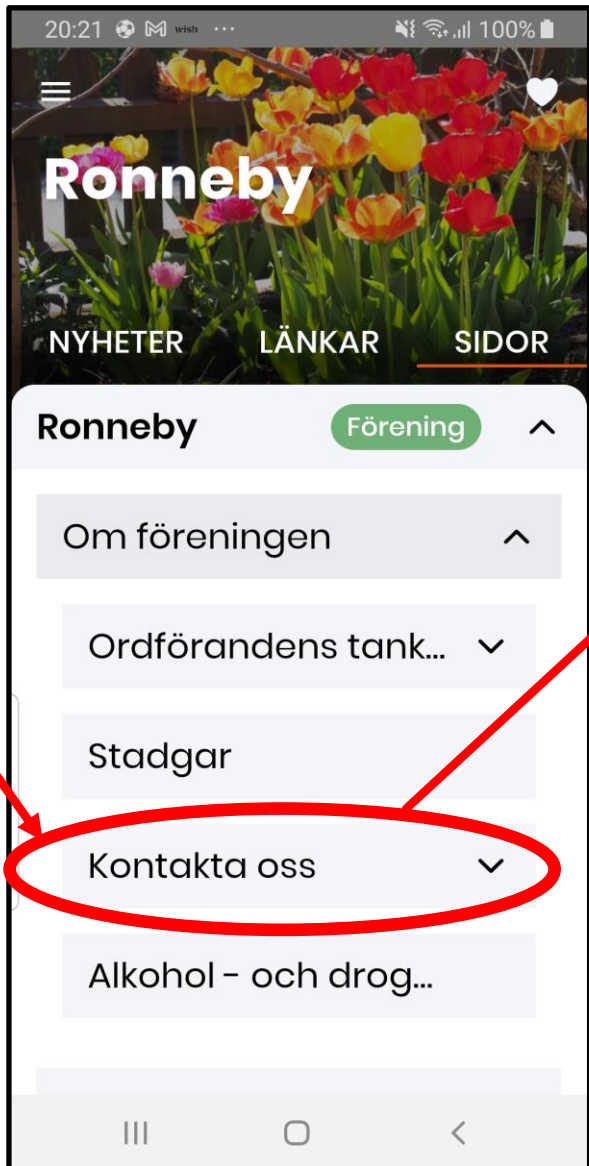 20:21 wish ... 100%
Ronneby
NYHETER LÄNKAR SIDOR
Ronneby Förening
Om föreningen
Ordförandens tank...
Stadgar
Kontakta oss
Alkohol - och drog...